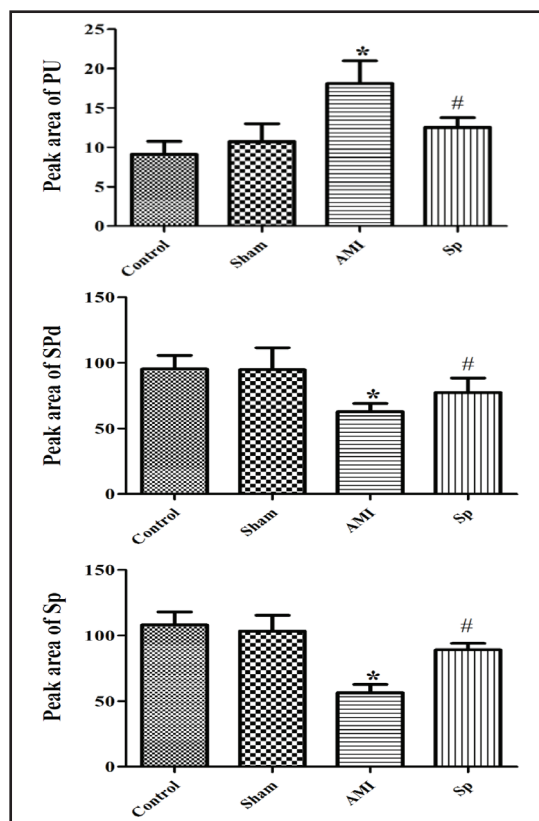 Peak area of PU
25
20
15
10
5
0
*
#
Control
Sham
AMI
Sp
Peak area of SPd
150
100
50
0
*
#
Control
Sham
AMI
Sp
Peak area of Sp
150
100
50
0
*
#
Control
Sham
AMI
Sp